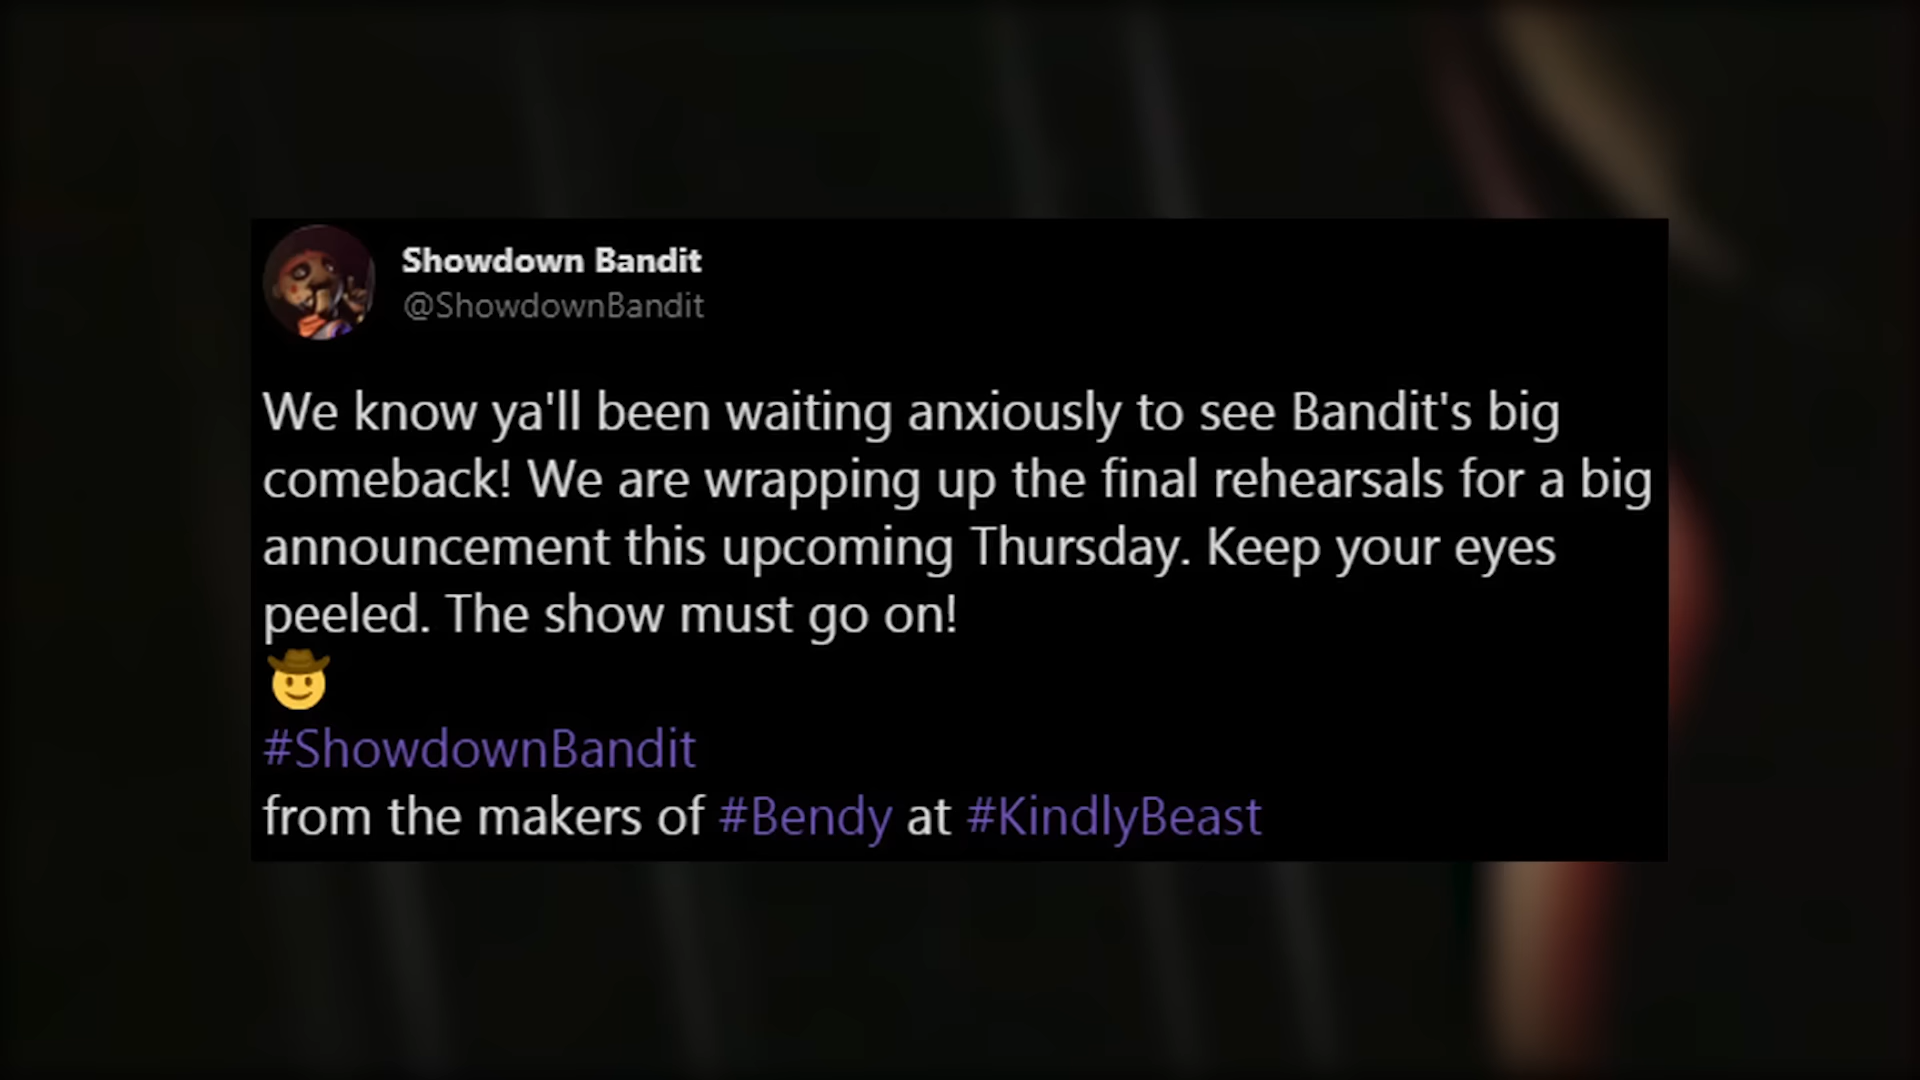 Showdown Bandit
@ShowdownBandit
We know ya'll been waiting anxiously to see Bandit's big
comeback! We are wrapping up the final rehearsals for a big
announcement this upcoming Thursday. Keep your eyes
peeled. The show must go on!
🤠
#ShowdownBandit
from the makers of #Bendy at #KindlyBeast